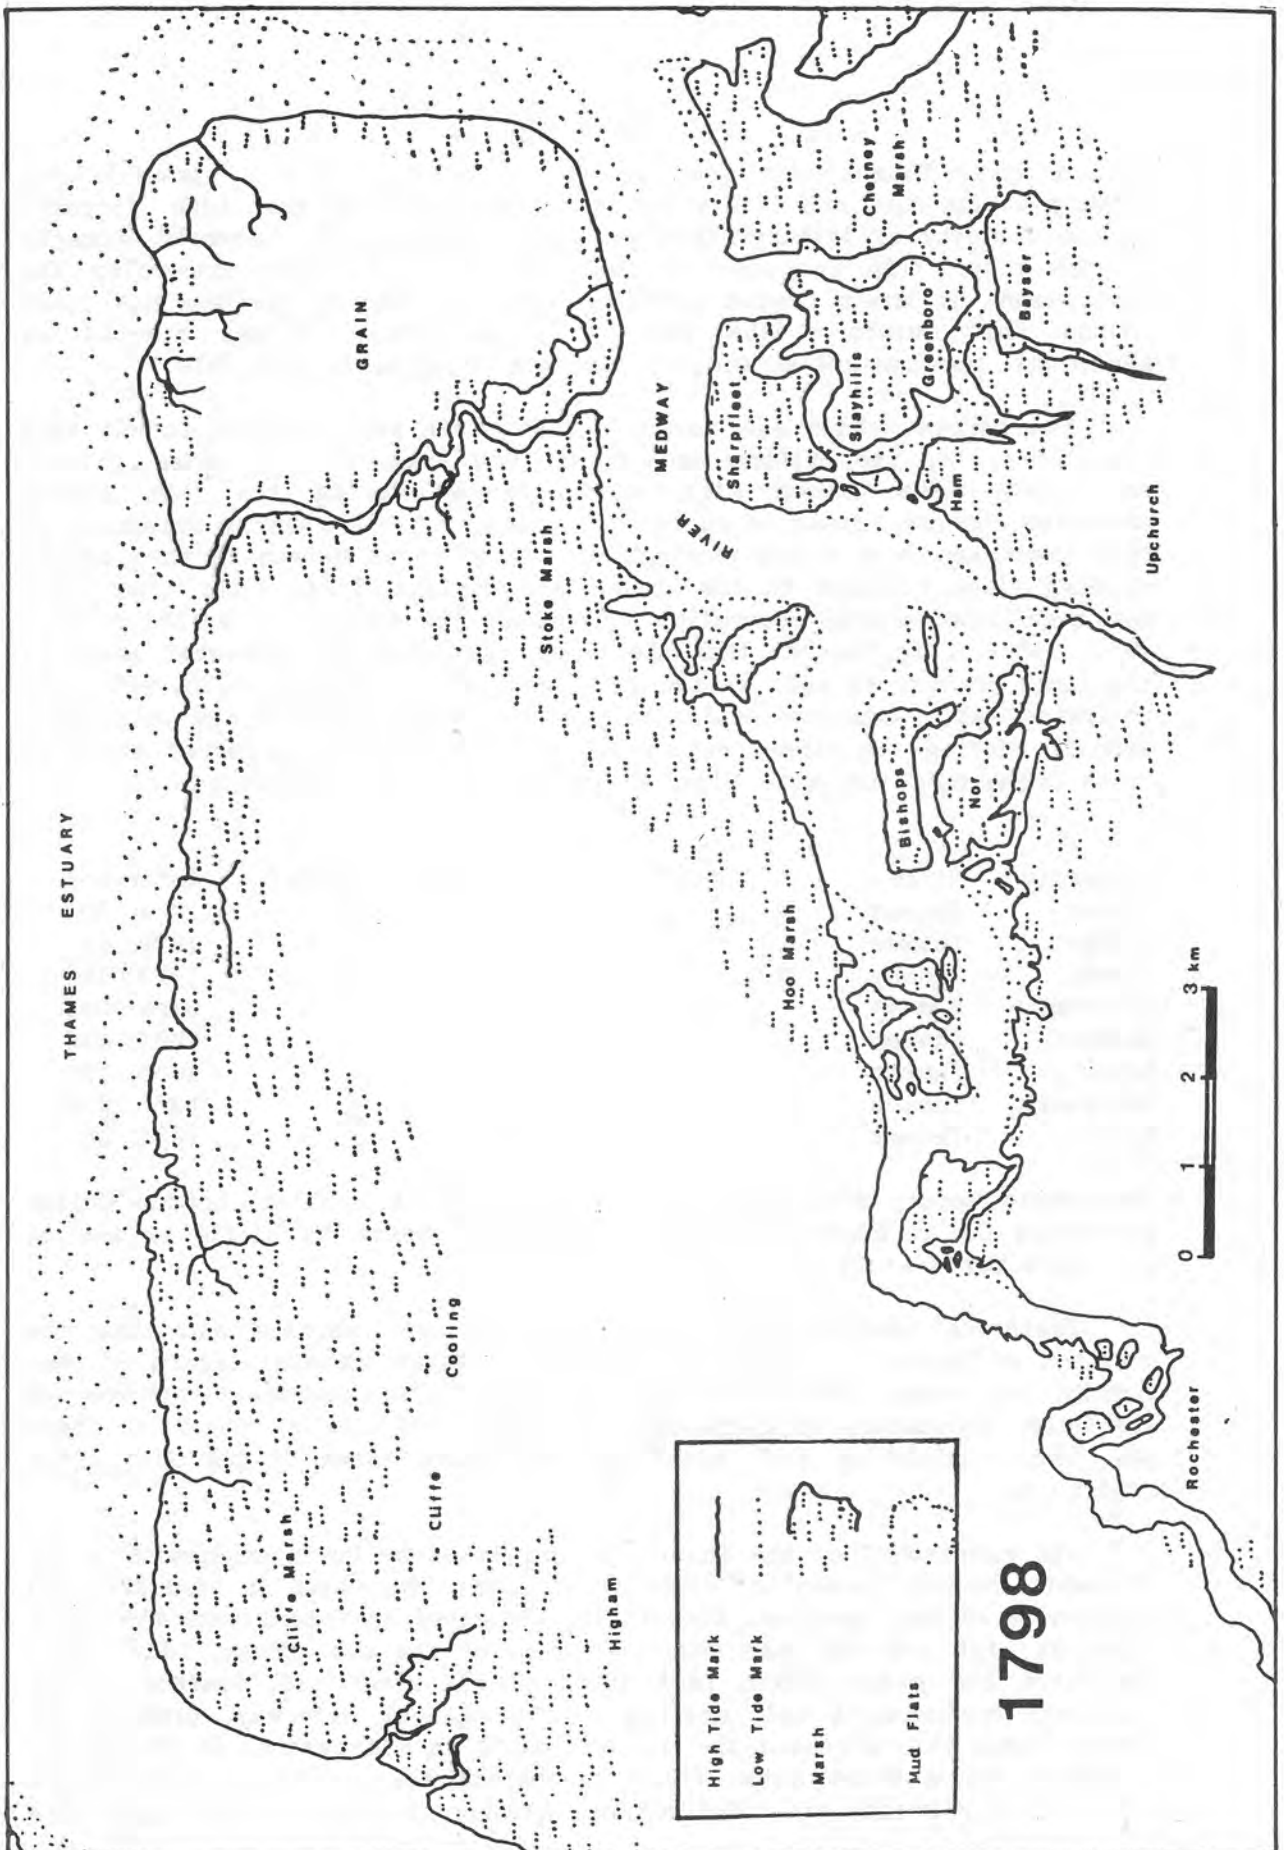 THAMES ESTUARY
GRAIN
RIVER
MEDWAY
Chetney
Marsh
Sharpfleet
Slayhills
Greenboro'
Bayser
Ham
Upchurch
Stoke Marsh
Bishops
Nor
Hoo Marsh
Cooling
Cliffe Marsh
Cliffe
Higham
Rochester
0 1 2 3 km
High Tide Mark
Low Tide Mark
Marsh
Mud Flats
1798